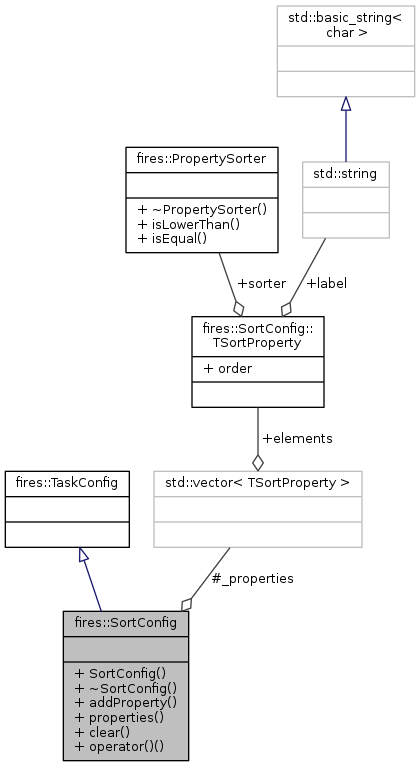 std::basic_string<
char >
fires::PropertySorter
+ ~PropertySorter()
+ isLowerThan()
+ isEqual()
std::string
+sorter
+label
fires::SortConfig::
TSortProperty
+ order
+elements
fires::TaskConfig
std::vector< TSortProperty >
#_properties
fires::SortConfig
+ SortConfig()
+ ~SortConfig()
+ addProperty()
+ properties()
+ clear()
+ operator()()